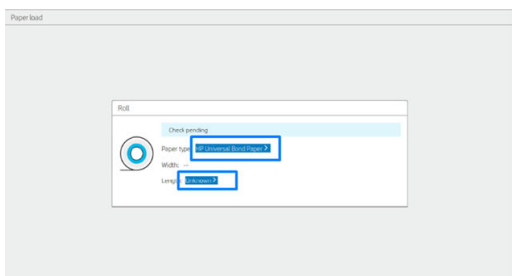 Paper load
Roll
Check pending
Paper type: HP Universal Bond Paper >
Width: —
Length: Unknown >